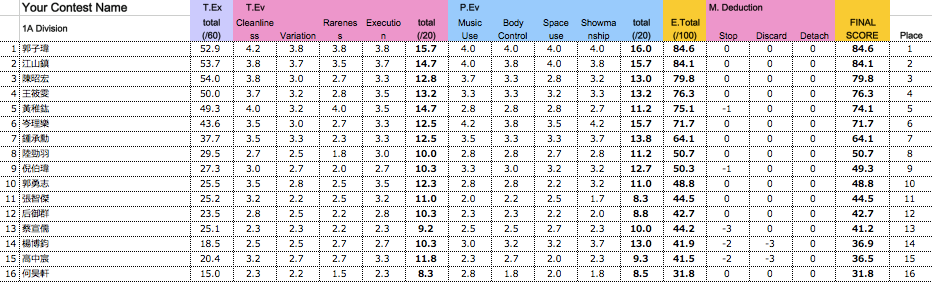 Your Contest Name T.Ex T.Ev P.Ev E.Total M. Deduction
1A Division total (/60) Cleanliness Variation Rareness Execution total (/20) Music Use Body Control Space use Showmanship total (/20) (/100) Stop Discard Detach FINAL SCORE Place
1 郭子瑋 52.9 4.2 3.8 3.8 3.8 15.7 4.0 4.0 4.0 4.0 16.0 84.6 0 0 0 84.6 1
2 江山鎮 53.7 3.8 3.7 3.5 3.7 14.7 4.0 3.8 4.0 3.8 15.7 84.1 0 0 0 84.1 2
3 陳昭宏 54.0 3.8 3.0 2.7 3.3 12.8 3.7 3.3 2.8 3.2 13.0 79.8 0 0 0 79.8 3
4 王筱雯 50.0 3.7 3.2 2.8 3.5 13.2 3.3 3.2 3.3 3.3 13.2 76.3 0 0 0 76.3 4
5 黃稚鈜 49.3 4.0 3.2 4.0 3.5 14.7 2.8 2.8 2.8 2.7 11.2 75.1 -1 0 0 74.1 5
6 岑理樂 43.6 3.5 3.0 2.7 3.3 12.5 4.2 3.8 3.5 4.2 15.7 71.7 0 0 0 71.7 6
7 鍾承勳 37.7 3.5 3.3 2.3 3.3 12.5 3.5 3.3 3.3 3.7 13.8 64.1 0 0 0 64.1 7
8 陸勁羽 29.5 2.7 2.5 1.8 3.0 10.0 2.8 2.8 2.7 2.8 11.2 50.7 0 0 0 50.7 8
9 倪伯瑋 27.3 3.0 2.7 2.0 2.7 10.3 3.3 3.0 3.2 3.2 12.7 50.3 -1 0 0 49.3 9
10 郭勇志 25.5 3.5 2.8 2.5 3.5 12.3 2.8 2.8 2.2 3.2 11.0 48.8 0 0 0 48.8 10
11 張智傑 25.2 3.2 2.2 2.5 3.2 11.0 2.0 2.2 2.5 1.7 8.3 44.5 0 0 0 44.5 11
12 后御群 23.5 2.8 2.5 2.2 2.8 10.3 2.3 2.3 2.2 2.0 8.8 42.7 0 0 0 42.7 12
13 蔡宣儒 25.1 2.3 2.3 2.2 2.3 9.2 2.5 2.5 2.7 2.3 10.0 44.2 -3 0 0 41.2 13
14 楊博鈞 18.5 2.5 2.5 2.7 2.7 10.3 3.0 3.2 3.2 3.7 13.0 41.9 -2 -3 0 36.9 14
15 高中宸 20.4 3.2 2.7 2.7 3.3 11.8 2.3 2.7 2.0 2.3 9.3 41.5 -2 -3 0 36.5 15
16 何昊軒 15.0 2.3 2.2 1.5 2.3 8.3 2.8 1.8 2.0 1.8 8.5 31.8 0 0 0 31.8 16